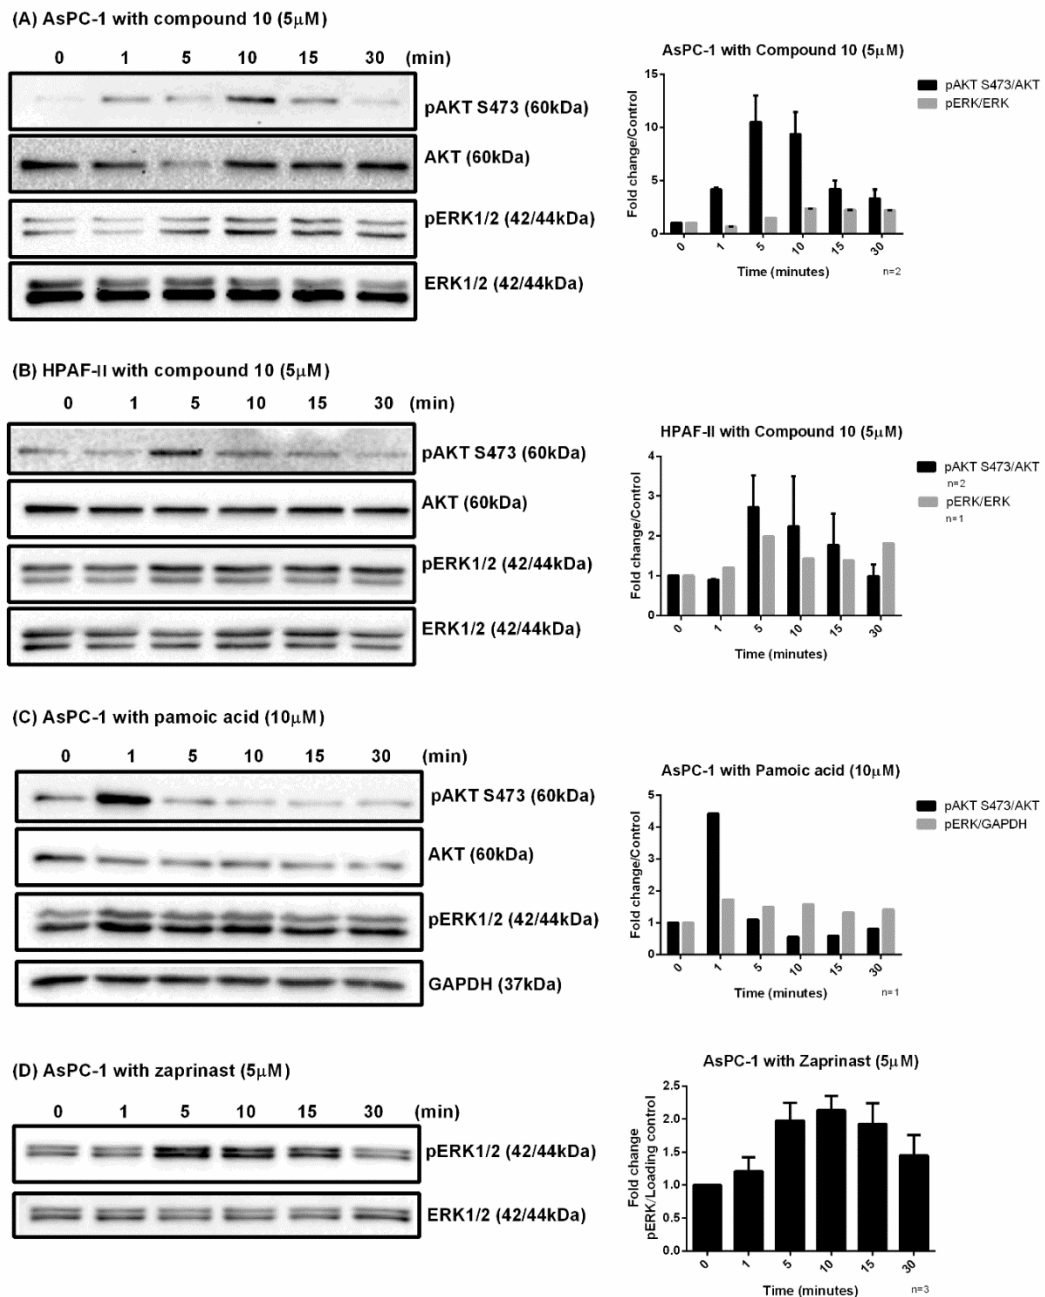 (A) AsPC-1 with compound 10 (5μM)
0 1 5 10 15 30 (min)
pAKT S473 (60kDa)
AKT (60kDa)
pERK1/2 (42/44kDa)
ERK1/2 (42/44kDa)
AsPC-1 with Compound 10 (5μM)
Fold change/Control
15
10
5
0
0 1 5 10 15 30
Time (minutes)
n=2
pAKT S473/AKT
pERK/ERK
(B) HPAF-II with compound 10 (5μM)
0 1 5 10 15 30 (min)
pAKT S473 (60kDa)
AKT (60kDa)
pERK1/2 (42/44kDa)
ERK1/2 (42/44kDa)
HPAF-II with Compound 10 (5μM)
Fold change/Control
4
3
2
1
0
0 1 5 10 15 30
Time (minutes)
pAKT S473/AKT
n=2
pERK/ERK
n=1
(C) AsPC-1 with pamoic acid (10μM)
0 1 5 10 15 30 (min)
pAKT S473 (60kDa)
AKT (60kDa)
pERK1/2 (42/44kDa)
GAPDH (37kDa)
AsPC-1 with Pamoic acid (10μM)
Fold change/Control
5
4
3
2
1
0
0 1 5 10 15 30
Time (minutes)
n=1
pAKT S473/AKT
pERK/GAPDH
(D) AsPC-1 with zaprinast (5μM)
0 1 5 10 15 30 (min)
pERK1/2 (42/44kDa)
ERK1/2 (42/44kDa)
AsPC-1 with Zaprinast (5μM)
Fold change
pERK/Loading control
2.5
2.0
1.5
1.0
0.5
0.0
0 1 5 10 15 30
Time (minutes)
n=3